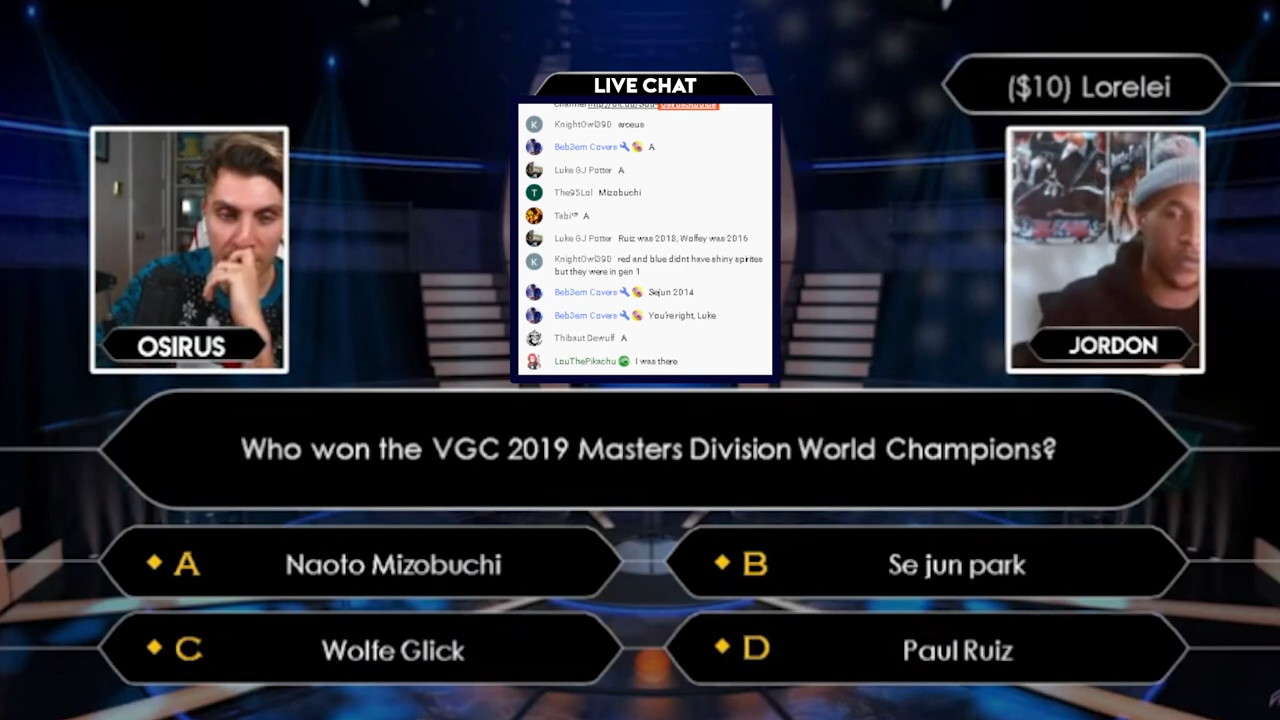 LIVE CHAT
($10) Lorelei
K KnightOwl390 arceus
Beb3em Covers A
Luke GJ Potter A
T The95Lol Mizobuchi
A
Luke GJ Potter Ruiz was 2018, Wolfey was 2016
K KnightOwl390 red and blue didnt have shiny sprites
but they were in gen 1
Beb3em Covers Sejun 2014
Beb3em Covers You're right, Luke
Thibaut Dewulf A
LouThePikachu I was there
OSIRUS
JORDON
Who won the VGC 2019 Masters Division World Champions?
A Naoto Mizobuchi
B Se jun park
C Wolfe Glick
D Paul Ruiz